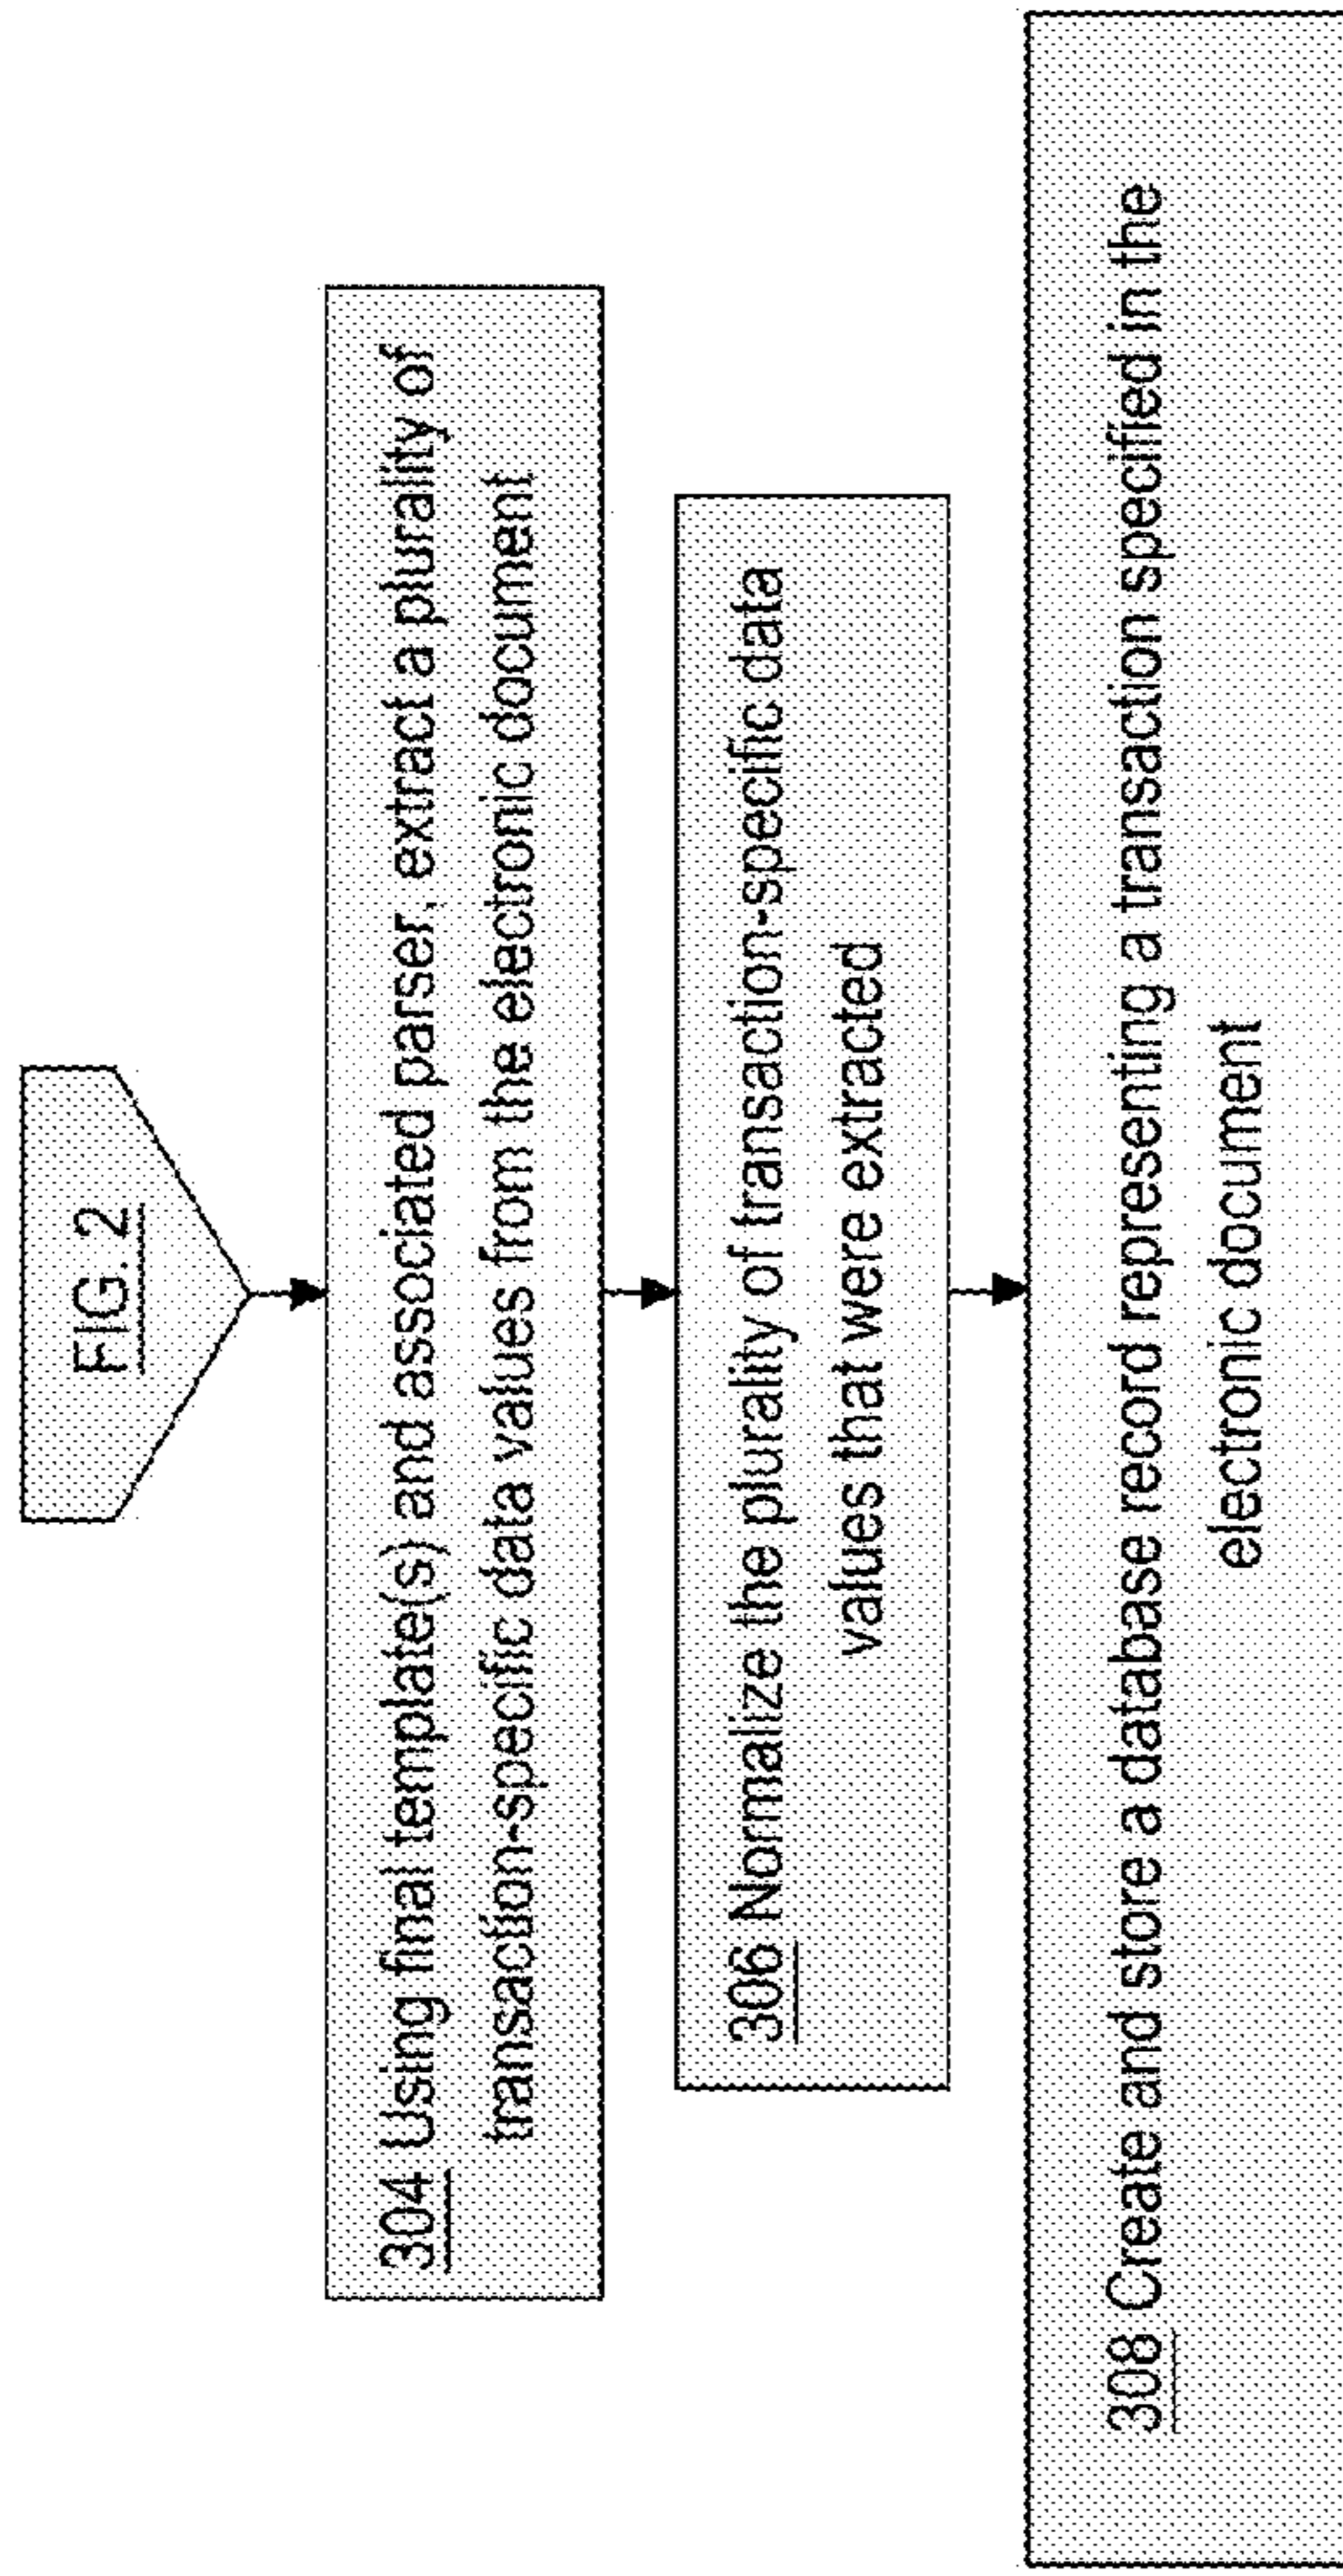 FIG. 2
304 Using final template(s) and associated parser, extract a plurality of
transaction-specific data values from the electronic document
306 Normalize the plurality of transaction-specific data
values that were extracted
308 Create and store a database record representing a transaction specified in the
electronic document